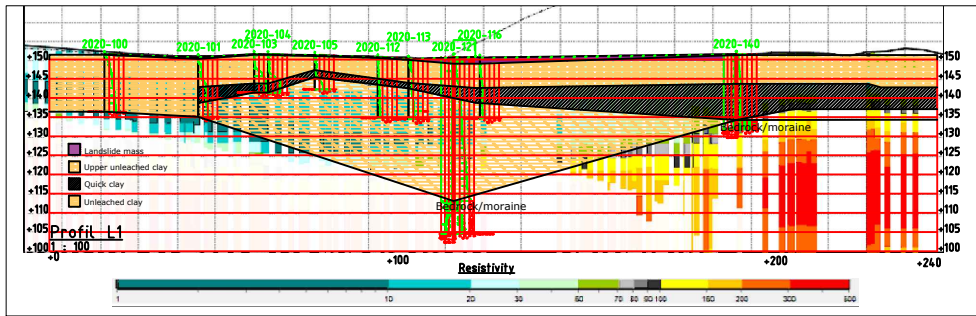 2020-104
2020-113
2020-100 2020-101 2020-103 2020-105 2020-112 2020-121 2020-116 2020-140
+150 +150
+145 +145
+140 +140
+135 +135
Bedrock/moraine
+130 +130
+125 +125
+120 +120
+115 +115
+110 +110
+105 +105
±100 ±100
Landslide mass
Upper unleached clay
Quick clay
Unleached clay
Bedrock/moraine
Profil L1
1 : 100
+0 +100 +200 +240
Resistivity
1 10 20 30 50 70 80 90 100 150 200 300 500